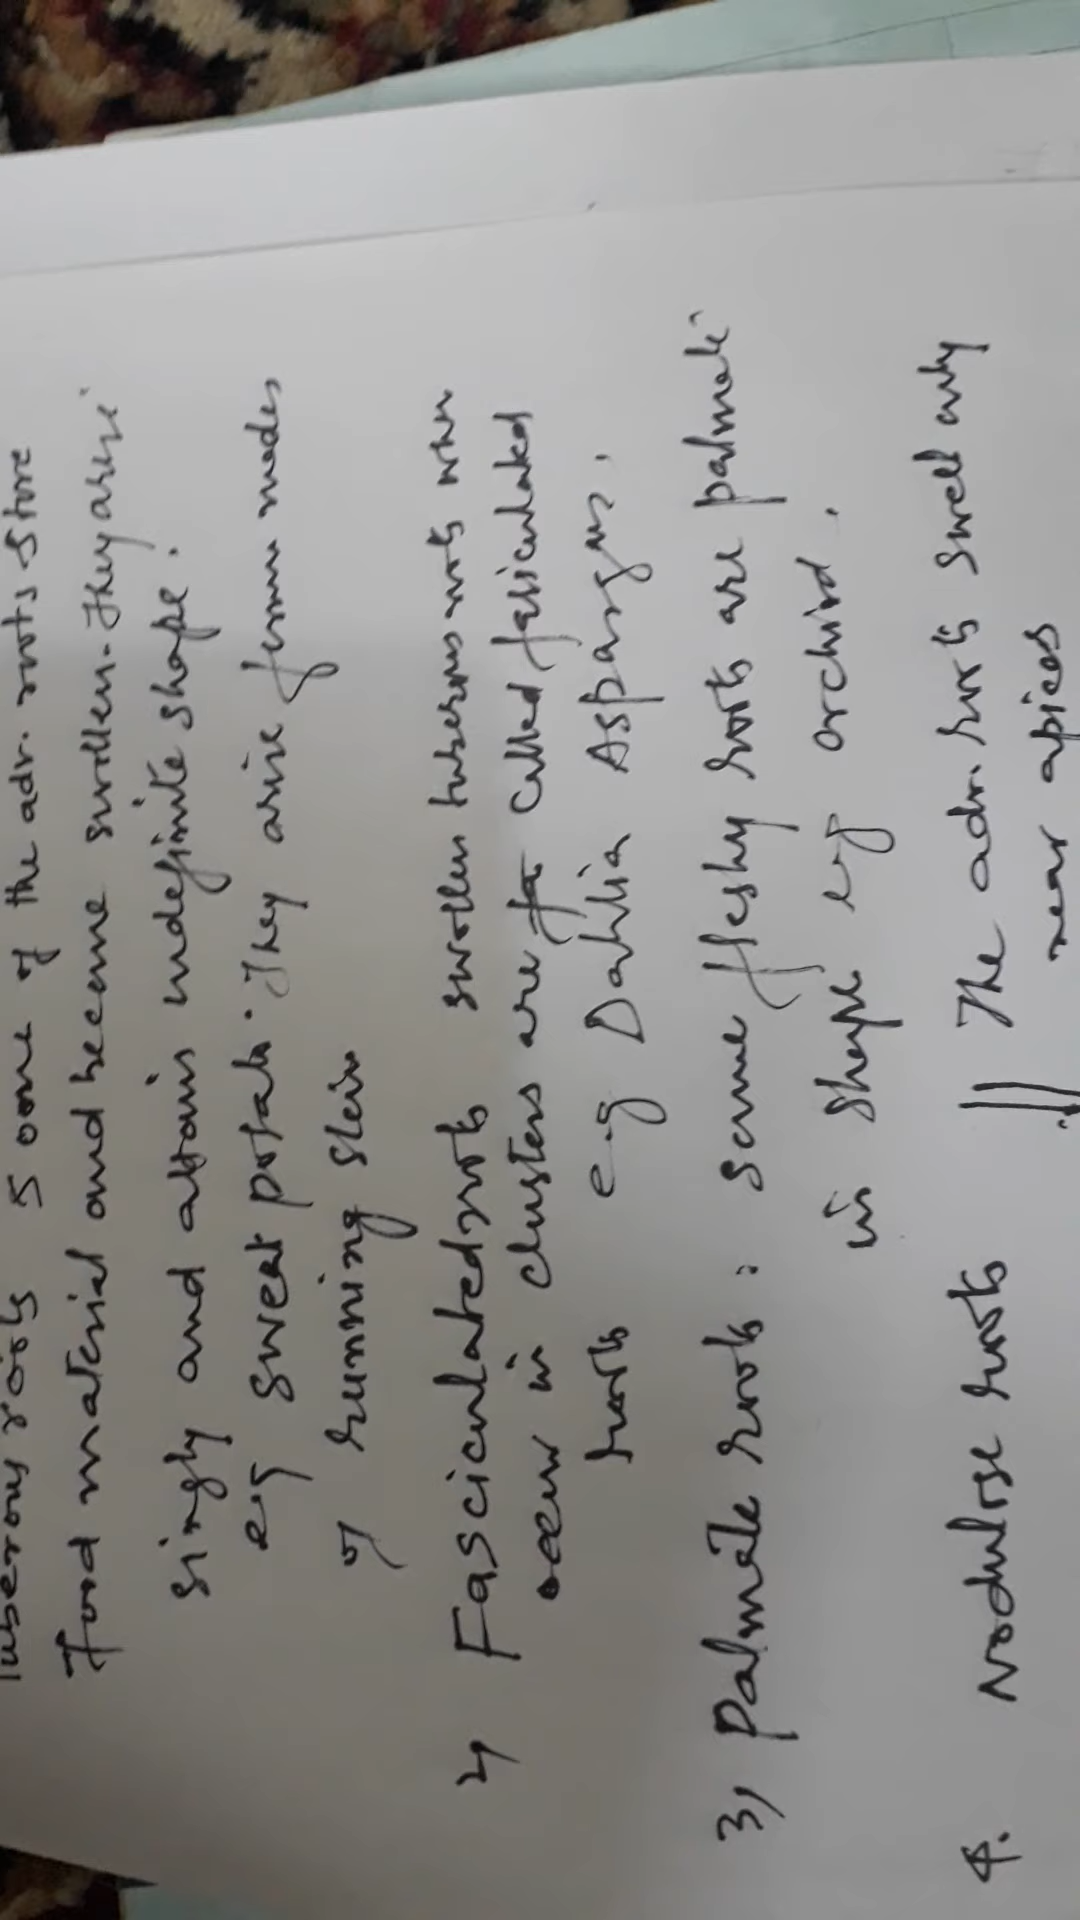 Tuberous roots Some of the adv. roots store
Food material and become swollen. They arise
singly and attain indefinite shape.
eg sweet potato. They arise from nodes
of running stem
2) Fasciculated roots swollen tuberous roots when
occur in clusters are called fasiculated
roots e.g Dahlia Asparagus.
3) Palmate roots: some fleshy roots are palmate
in shape eg orchid.
4. Nodulose roots // The adv. roots swell only
near apices